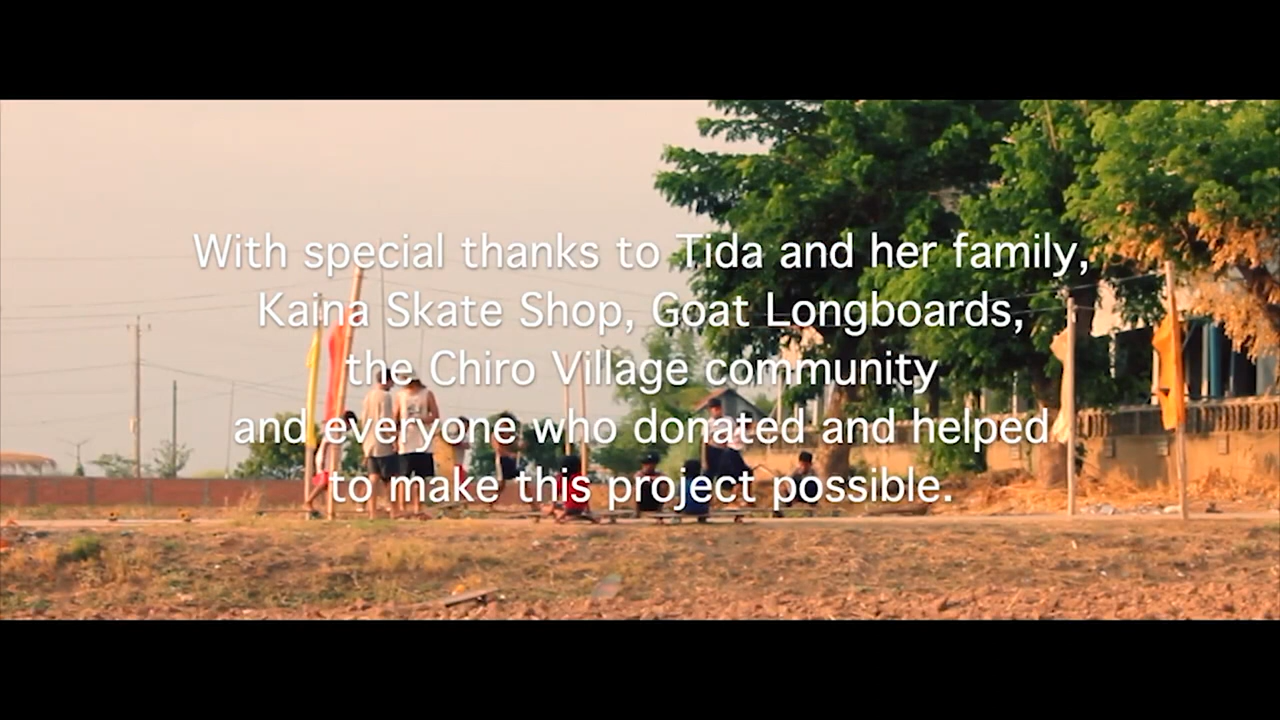 With special thanks to Tida and her family,
Kaina Skate Shop, Goat Longboards,
the Chiro Village community
and everyone who donated and helped
to make this project possible.